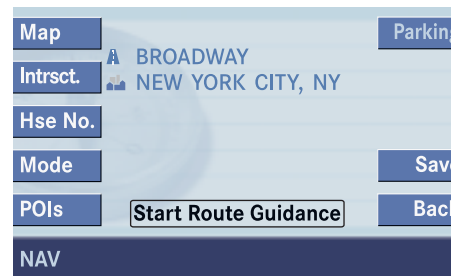 Map
Parking
BROADWAY
Intrsct.
NEW YORK CITY, NY
Hse No.
Mode
Save
POIs
Start Route Guidance
Back
NAV